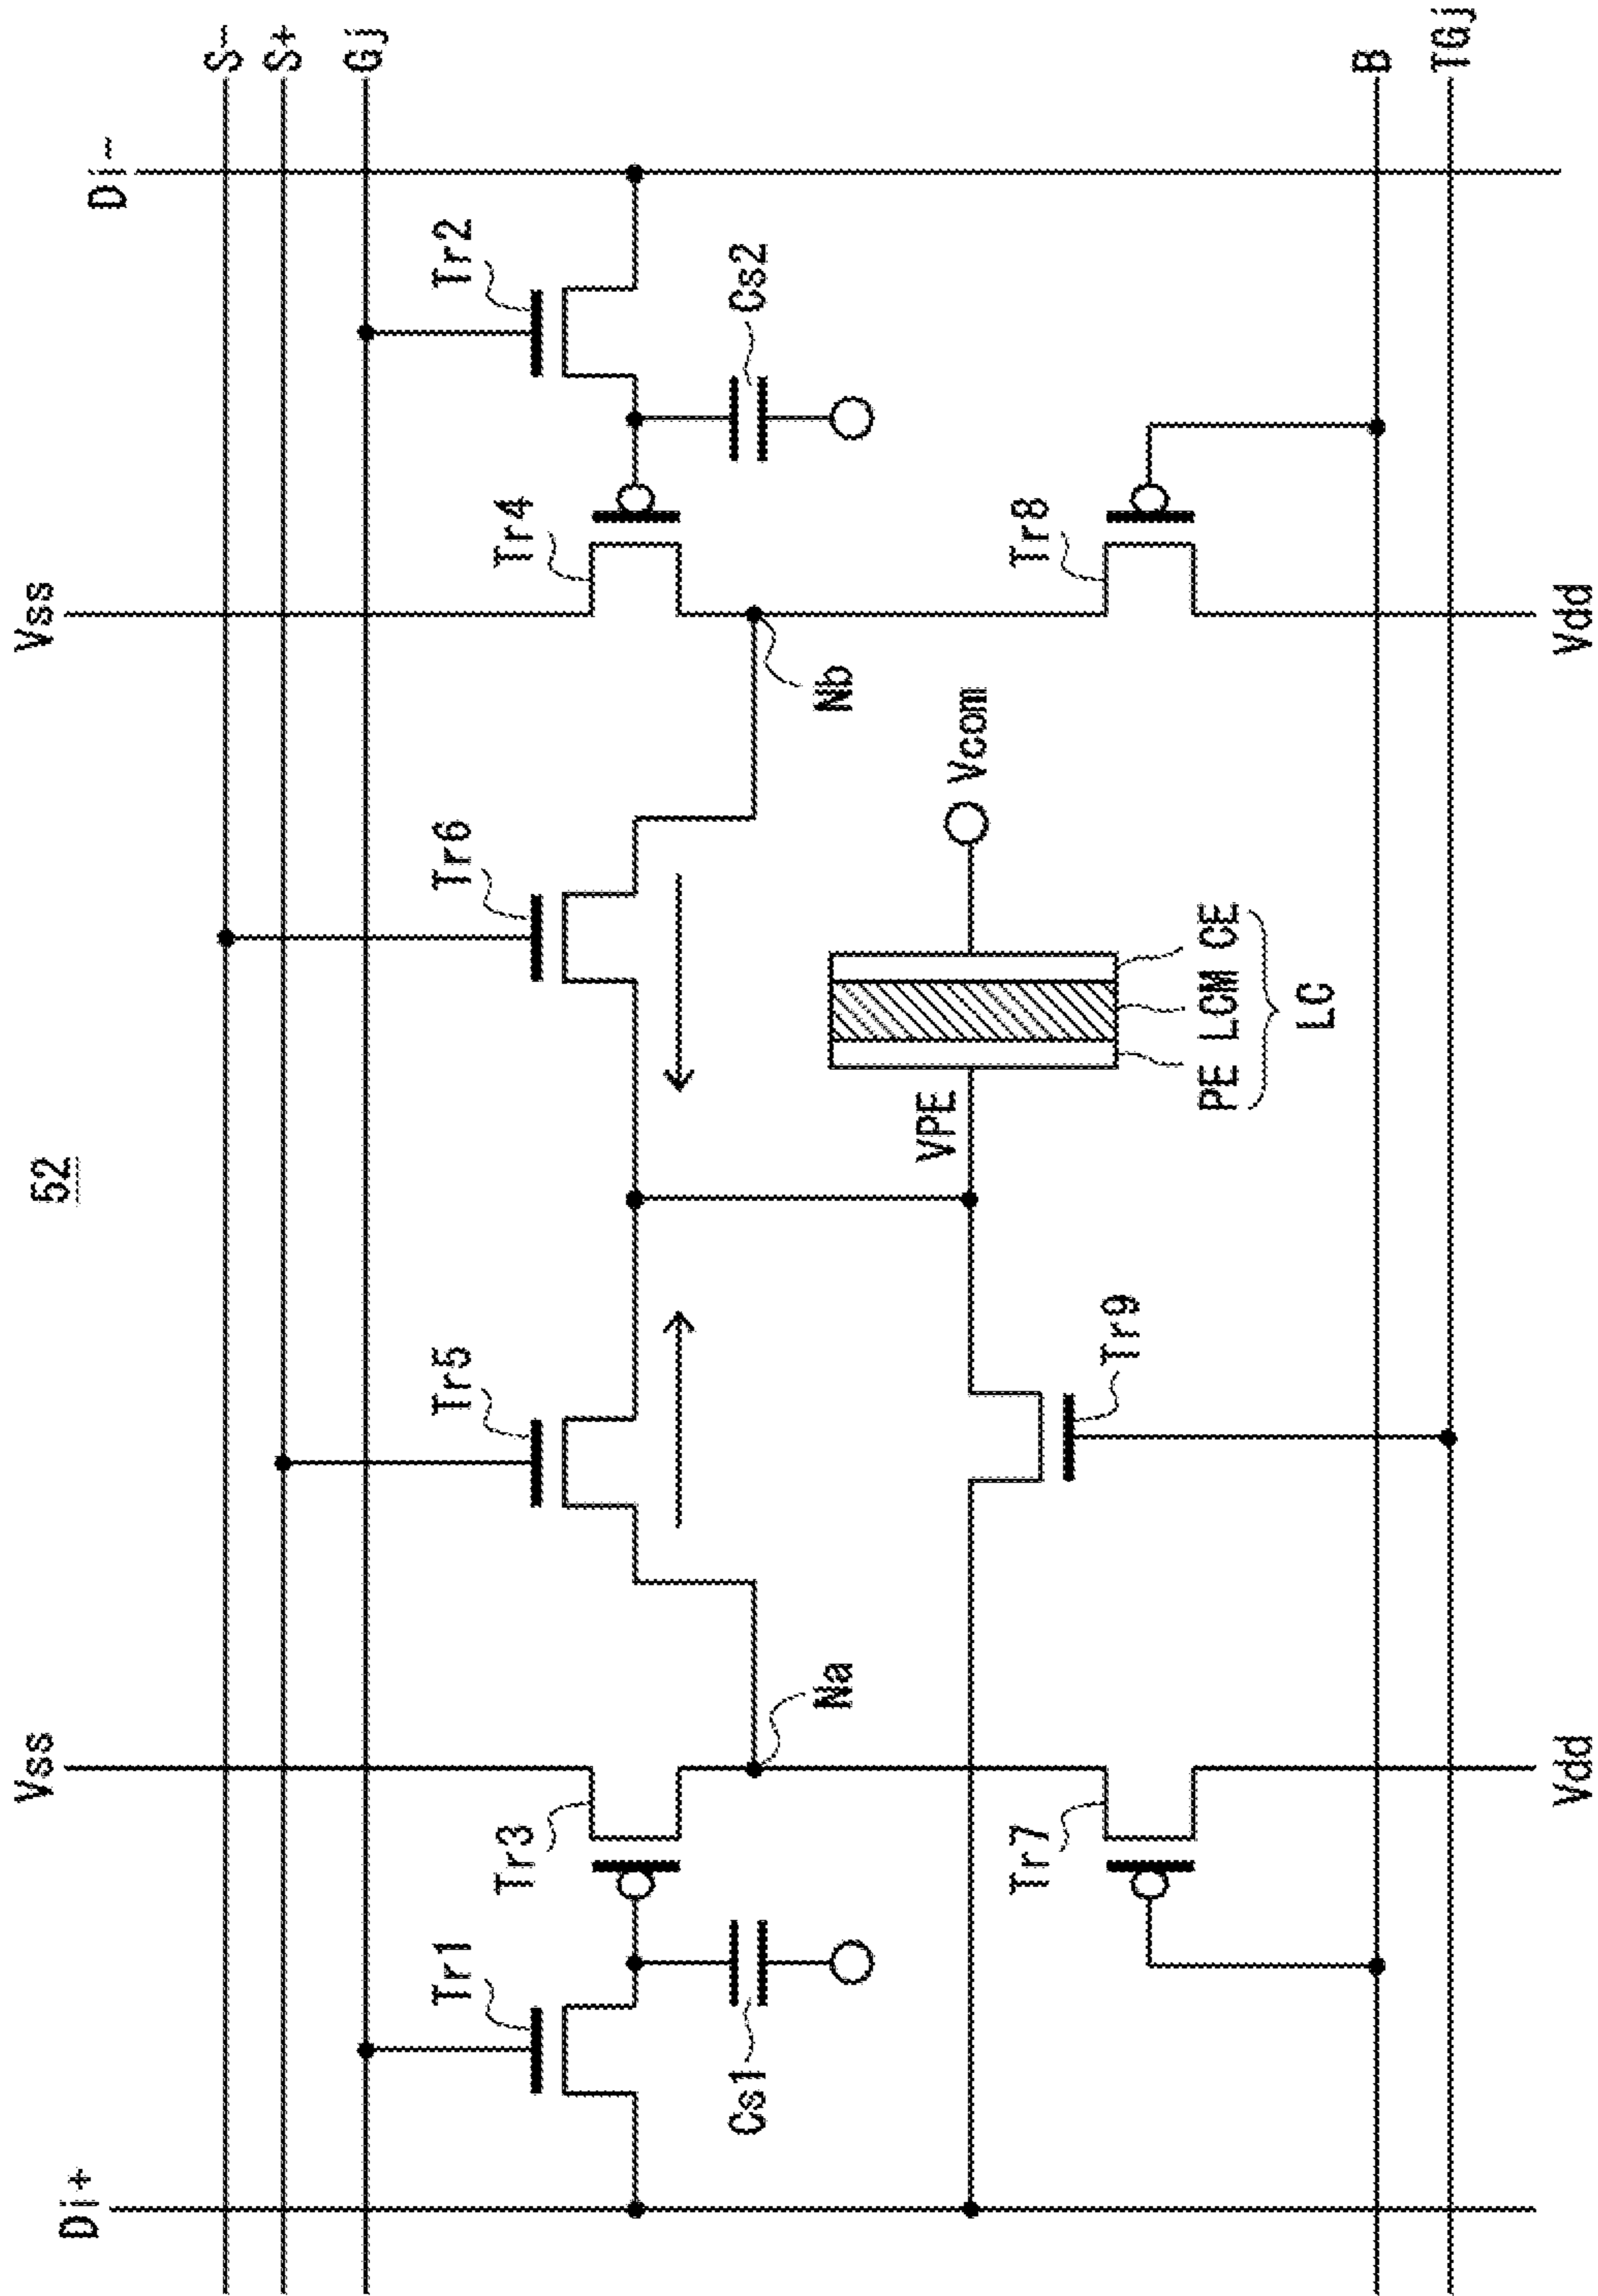 52
Di+
Vss
Vss
Di-
S-
S+
Gj
Tr1
Tr5
Tr6
Tr2
Tr3
Tr4
Cs1
Cs2
Na
Nb
VPE
Vcom
Tr7
Tr9
Tr8
PE LCM CE
LC
B
TGj
Vdd
Vdd